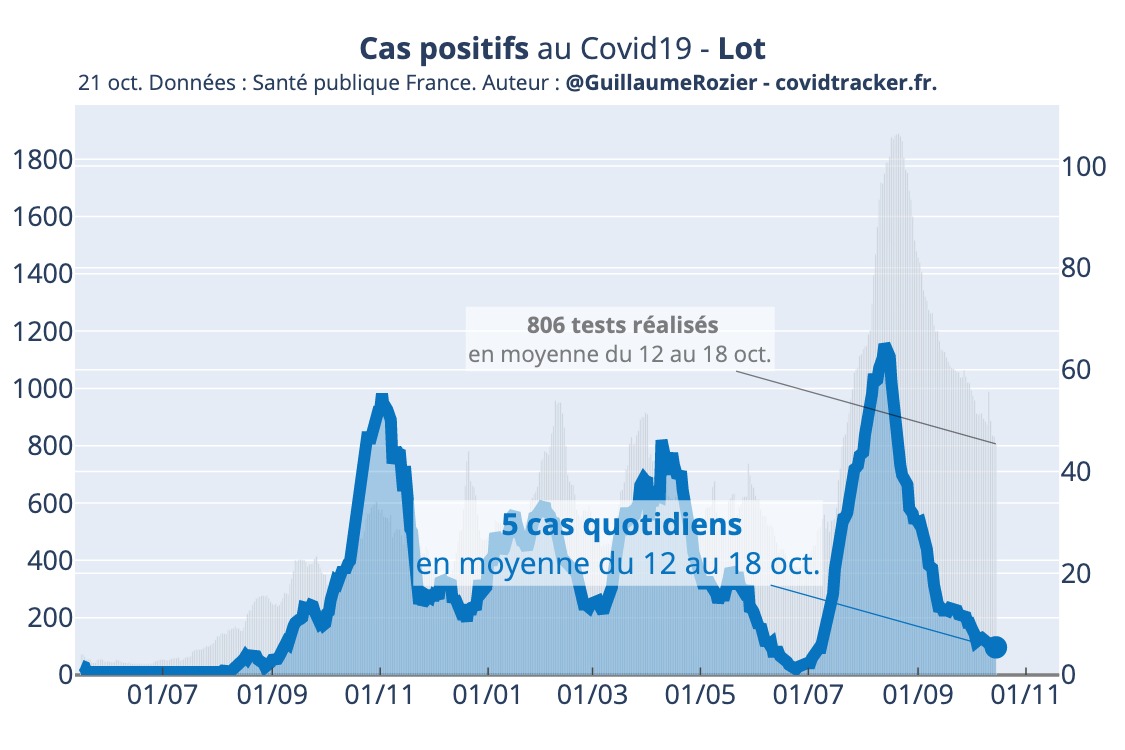 Cas positifs au Covid19 - Lot
21 oct. Données : Santé publique France. Auteur : @GuillaumeRozier - covidtracker.fr.
1800
1600
1400
1200
1000
800
600
400
200
0
100
80
60
40
20
0
806 tests réalisés
en moyenne du 12 au 18 oct.
5 cas quotidiens
en moyenne du 12 au 18 oct.
01/07 01/09 01/11 01/01 01/03 01/05 01/07 01/09 01/11